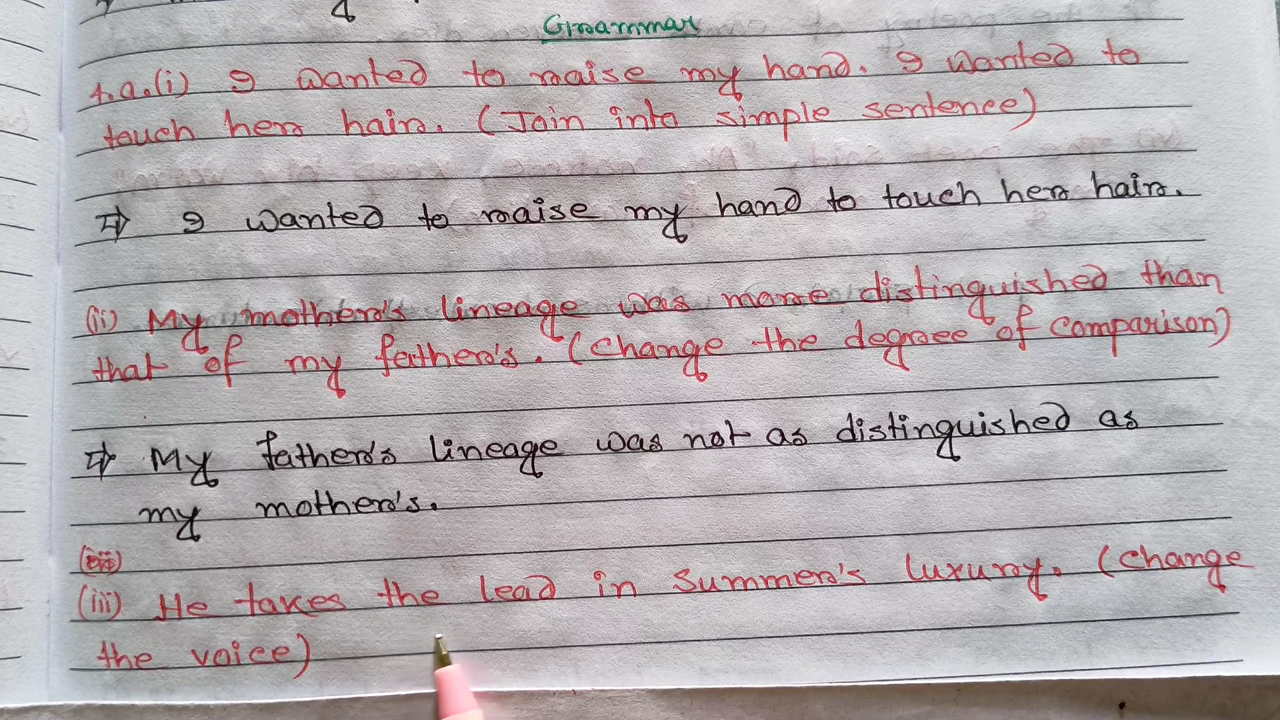 Grammar
1.a.(i) I wanted to raise my hand. I wanted to
touch her hair. (Join into simple sentence)
⇒ I wanted to raise my hand to touch her hair.
(ii) My mother's lineage was more distinguished than
that of my father's. (Change the degree of comparison)
⇒ My father's lineage was not as distinguished as
my mother's.
(iii) He takes the lead in summer's luxury. (Change
the voice)